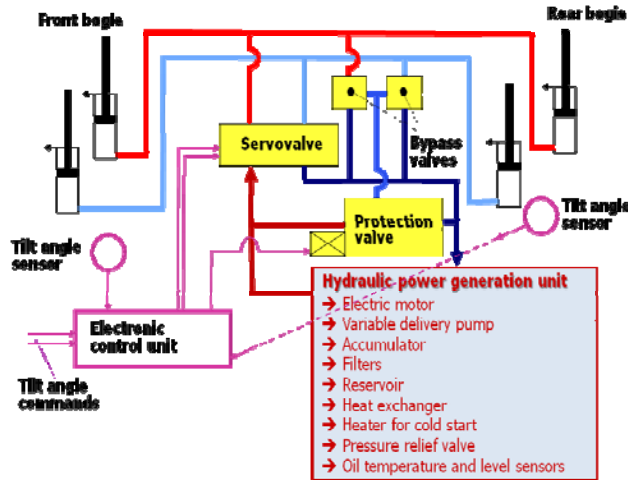 Front bogie
Rear bogie
Servovalve
Bypass
valves
Tilt angle
sensor
Protection
valve
Tilt angle
sensor
Electronic
control unit
Tilt angle
commands
Hydraulic power generation unit
→ Electric motor
→ Variable delivery pump
→ Accumulator
→ Filters
→ Reservoir
→ Heat exchanger
→ Heater for cold start
→ Pressure relief valve
→ Oil temperature and level sensors